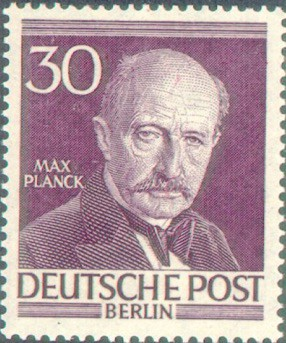 30
MAX
PLANCK
DEUTSCHE POST
BERLIN